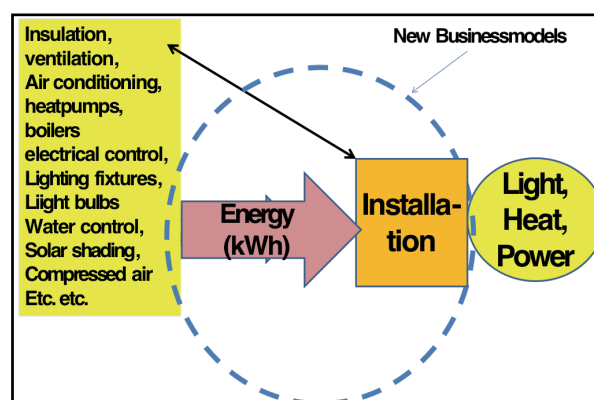 Insulation,
ventilation,
Air conditioning,
heatpumps,
boilers
electrical control,
Lighting fixtures,
Liight bulbs
Water control,
Solar shading,
Compressed air
Etc. etc.
New Businessmodels
Energy
(kWh)
Installa-
tion
Light,
Heat,
Power